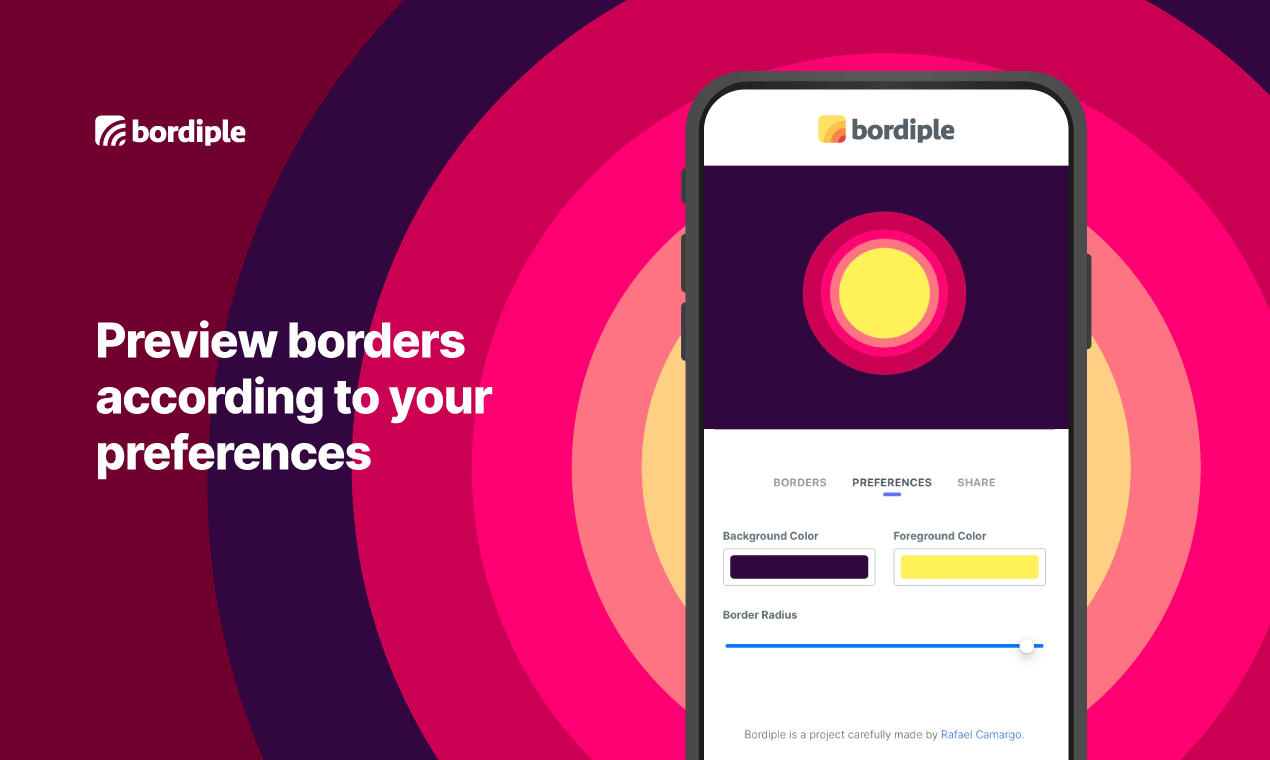 bordiple
Preview borders
according to your
preferences
bordiple
BORDERS PREFERENCES SHARE
Background Color Foreground Color
Border Radius
Bordiple is a project carefully made by Rafael Camargo.